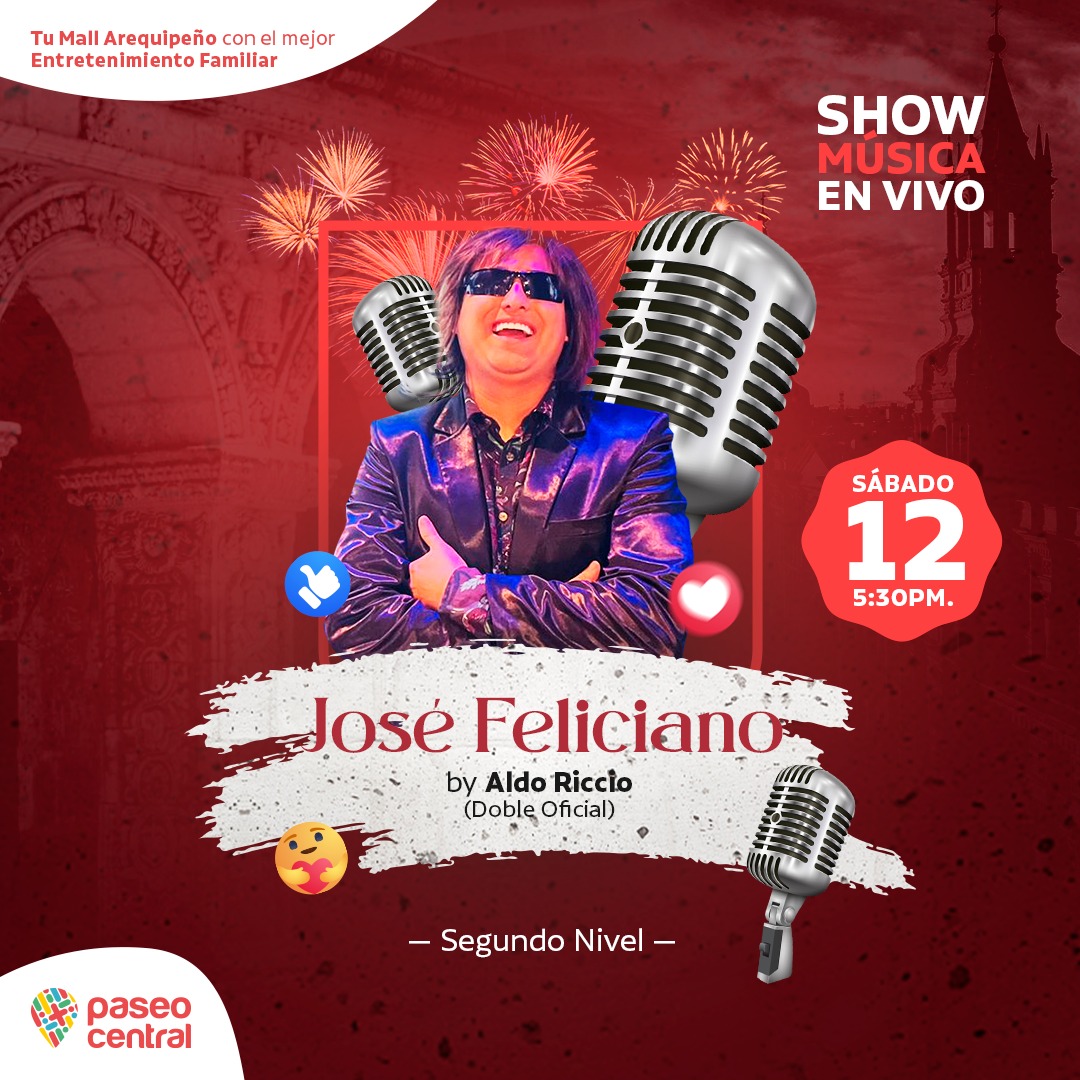 Tu Mall Arequipeño con el mejor
Entretenimiento Familiar
SHOW
MÚSICA
EN VIVO
SÁBADO
12
5:30PM.
José Feliciano
by Aldo Riccio
(Doble Oficial)
— Segundo Nivel —
paseo
central